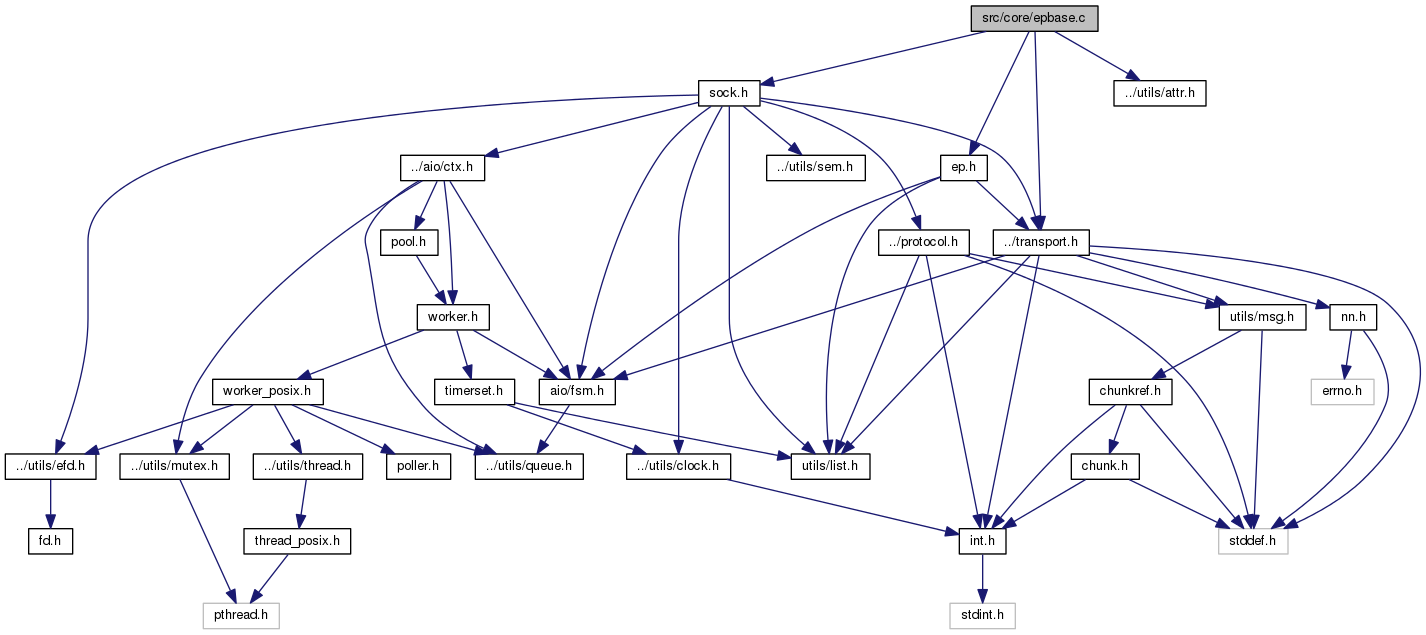 src/core/epbase.c
sock.h
../utils/attr.h
../aio/ctx.h
../utils/sem.h
ep.h
pool.h
../protocol.h
../transport.h
worker.h
utils/msg.h
nn.h
worker_posix.h
timerset.h
aio/fsm.h
chunkref.h
errno.h
../utils/efd.h
../utils/mutex.h
../utils/thread.h
poller.h
../utils/queue.h
../utils/clock.h
utils/list.h
chunk.h
fd.h
thread_posix.h
int.h
stddef.h
pthread.h
stdint.h